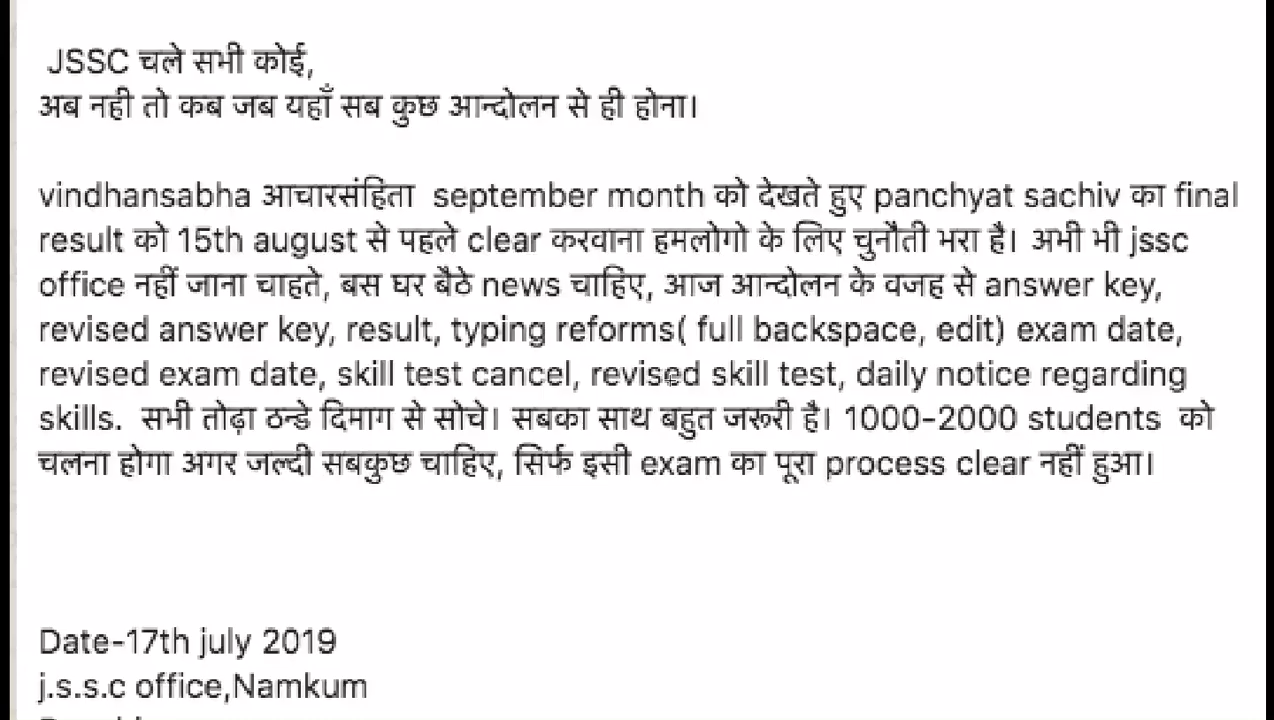 JSSC चले सभी कोई,
अब नही तो कब जब यहाँ सब कुछ आन्दोलन से ही होना।
vindhansabha आचारसंहिता september month को देखते हुए panchyat sachiv का final
result को 15th august से पहले clear करवाना हमलोगो के लिए चुनौती भरा है। अभी भी jssc
office नहीं जाना चाहते, बस घर बैठे news चाहिए, आज आन्दोलन के वजह से answer key,
revised answer key, result, typing reforms( full backspace, edit) exam date,
revised exam date, skill test cancel, revised skill test, daily notice regarding
skills. सभी तोढ़ा ठन्डे दिमाग से सोचे। सबका साथ बहुत जरूरी है। 1000-2000 students को
चलना होगा अगर जल्दी सबकुछ चाहिए, सिर्फ इसी exam का पूरा process clear नहीं हुआ।
Date-17th july 2019
j.s.s.c office,Namkum